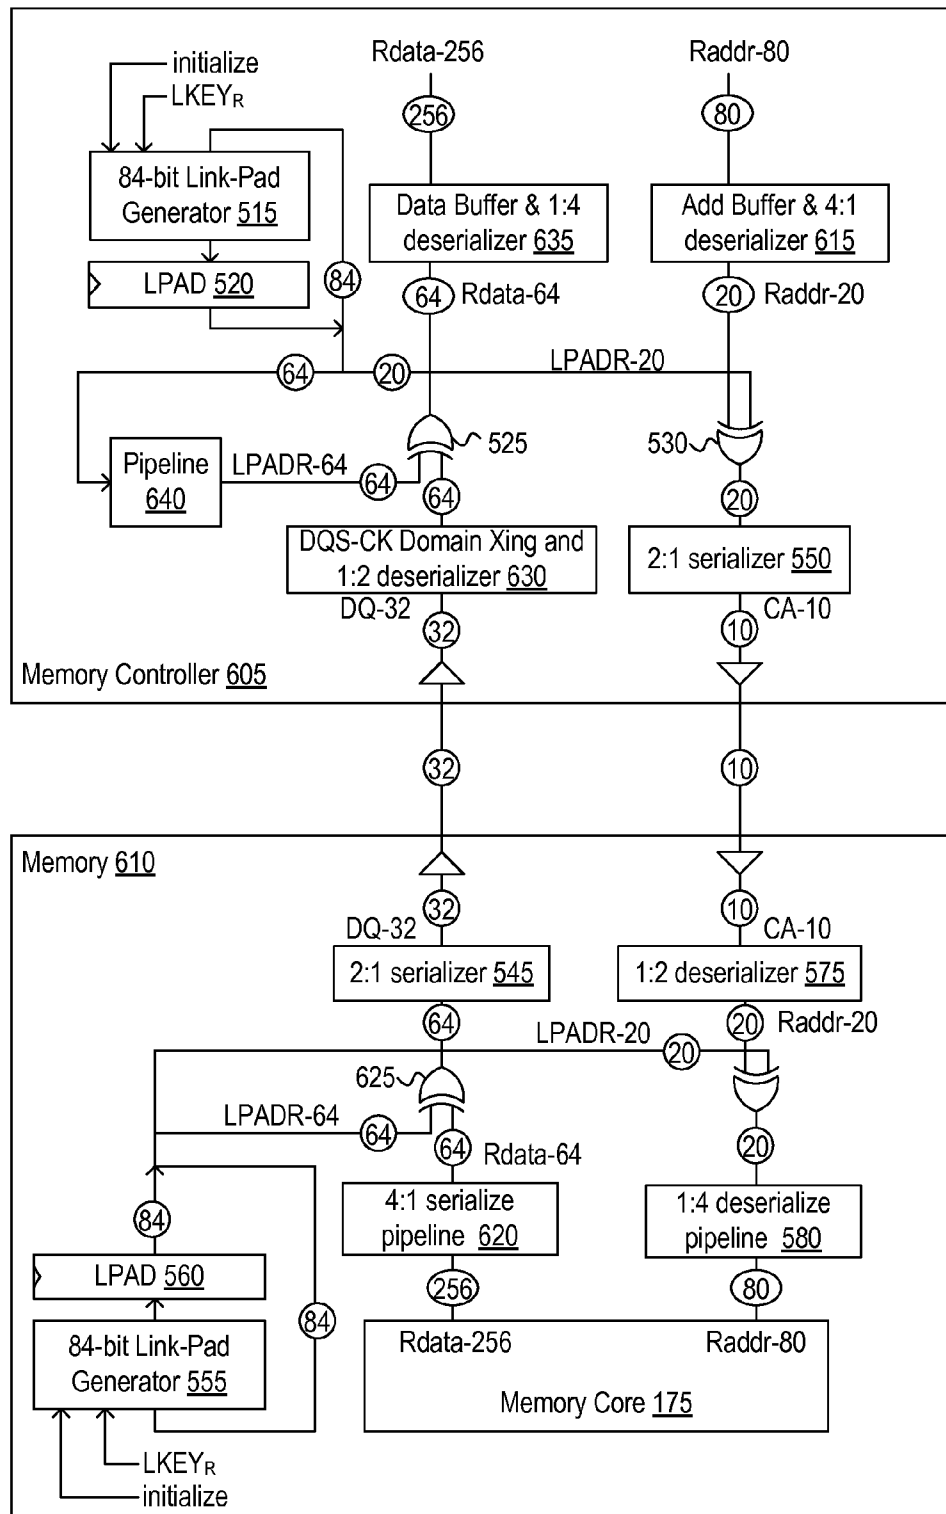 initialize
LKEYR
Rdata-256
Raddr-80
256
80
84-bit Link-Pad
Generator 515
Data Buffer & 1:4
deserializer 635
Add Buffer & 4:1
deserializer 615
LPAD 520
84
64
Rdata-64
20
Raddr-20
64
20
LPADR-20
525
530
Pipeline
640
LPADR-64
64
64
20
DQS-CK Domain Xing and
1:2 deserializer 630
2:1 serializer 550
DQ-32
CA-10
32
10
Memory Controller 605
32
10
Memory 610
32
10
DQ-32
CA-10
2:1 serializer 545
1:2 deserializer 575
64
LPADR-20
20
20
Raddr-20
625
LPADR-64
64
64
Rdata-64
20
84
4:1 serialize
pipeline 620
1:4 deserialize
pipeline 580
LPAD 560
256
80
84
84-bit Link-Pad
Generator 555
Rdata-256
Raddr-80
Memory Core 175
LKEYR
initialize